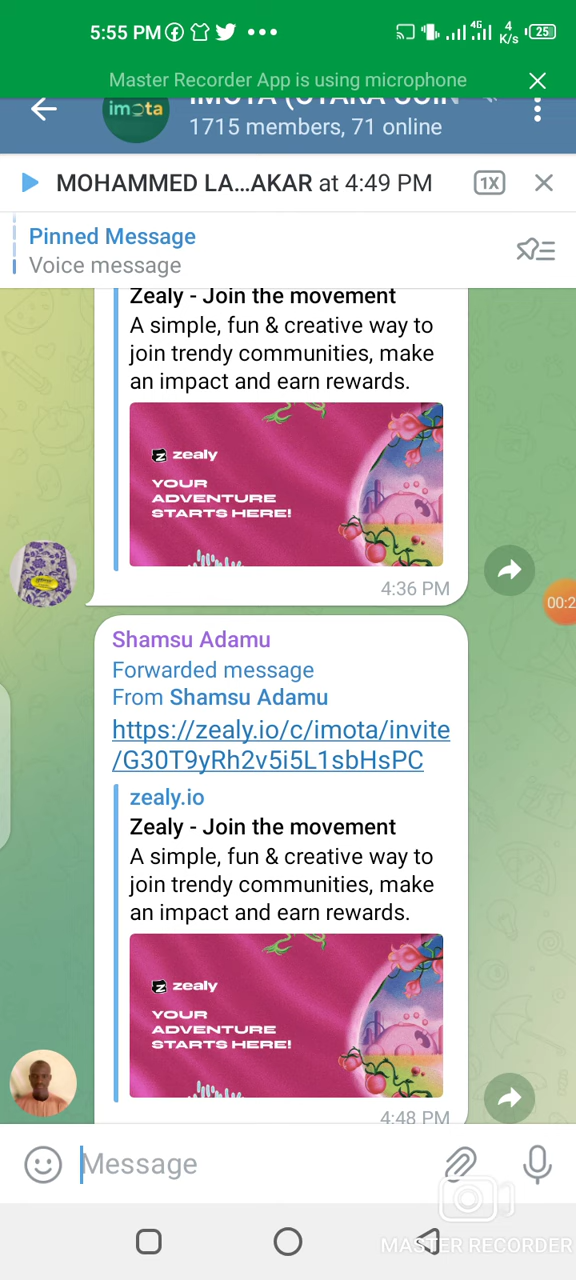 5:55 PM
4G
4
K/s
25
Master Recorder App is using microphone
imota
1715 members, 71 online
MOHAMMED LA...AKAR at 4:49 PM
1X
Pinned Message
Voice message
Zealy - Join the movement
A simple, fun & creative way to
join trendy communities, make
an impact and earn rewards.
zealy
YOUR
ADVENTURE
STARTS HERE!
4:36 PM
00:2
Shamsu Adamu
Forwarded message
From Shamsu Adamu
https://zealy.io/c/imota/invite
/G30T9yRh2v5i5L1sbHsPC
zealy.io
Zealy - Join the movement
A simple, fun & creative way to
join trendy communities, make
an impact and earn rewards.
zealy
YOUR
ADVENTURE
STARTS HERE!
4:48 PM
Message
MASTER RECORDER